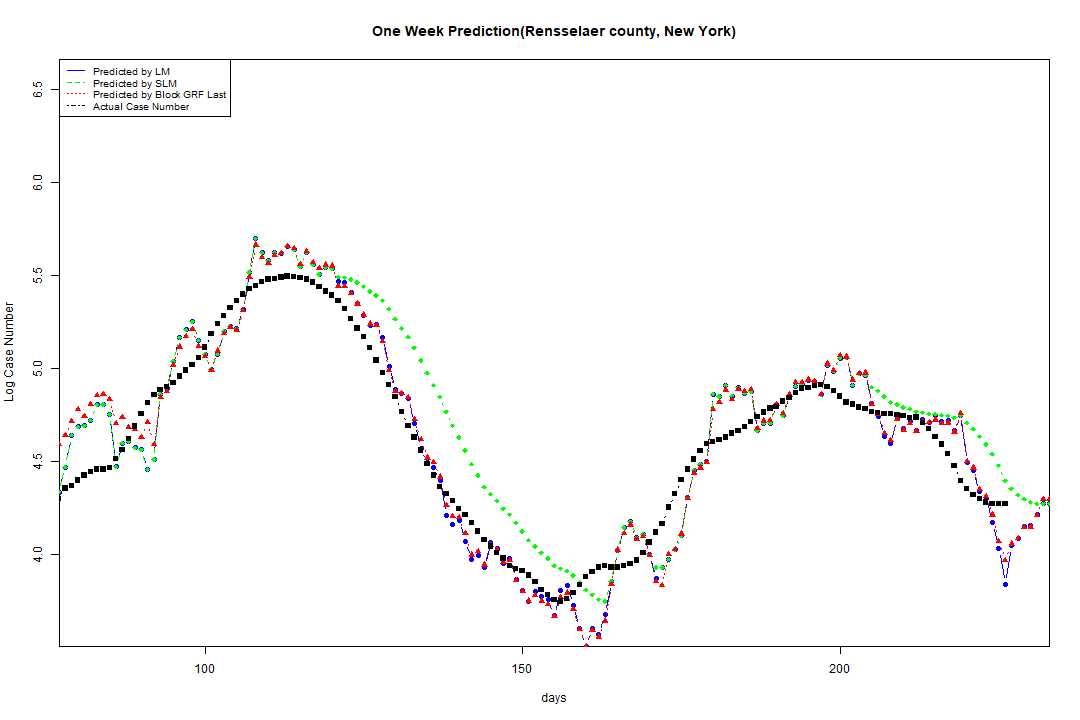 One Week Prediction(Rensselaer county, New York)
Predicted by LM
Predicted by SLM
Predicted by Block GRF Last
Actual Case Number
6.5
6.0
5.5
5.0
4.5
4.0
Log Case Number
100
150
200
days